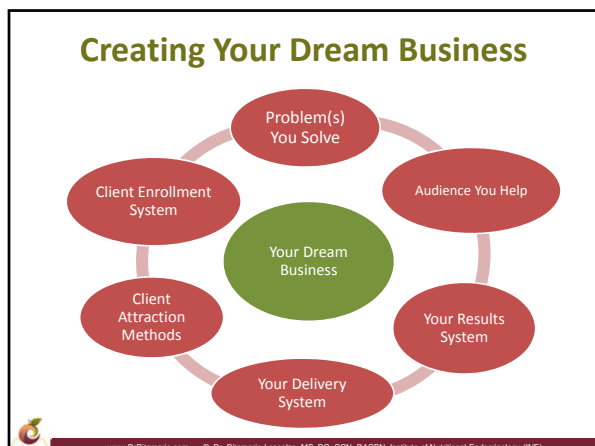 Creating Your Dream Business
Problem(s)
You Solve
Audience You Help
Your Results
System
Your Delivery
System
Client
Attraction
Methods
Client Enrollment
System
Your Dream
Business